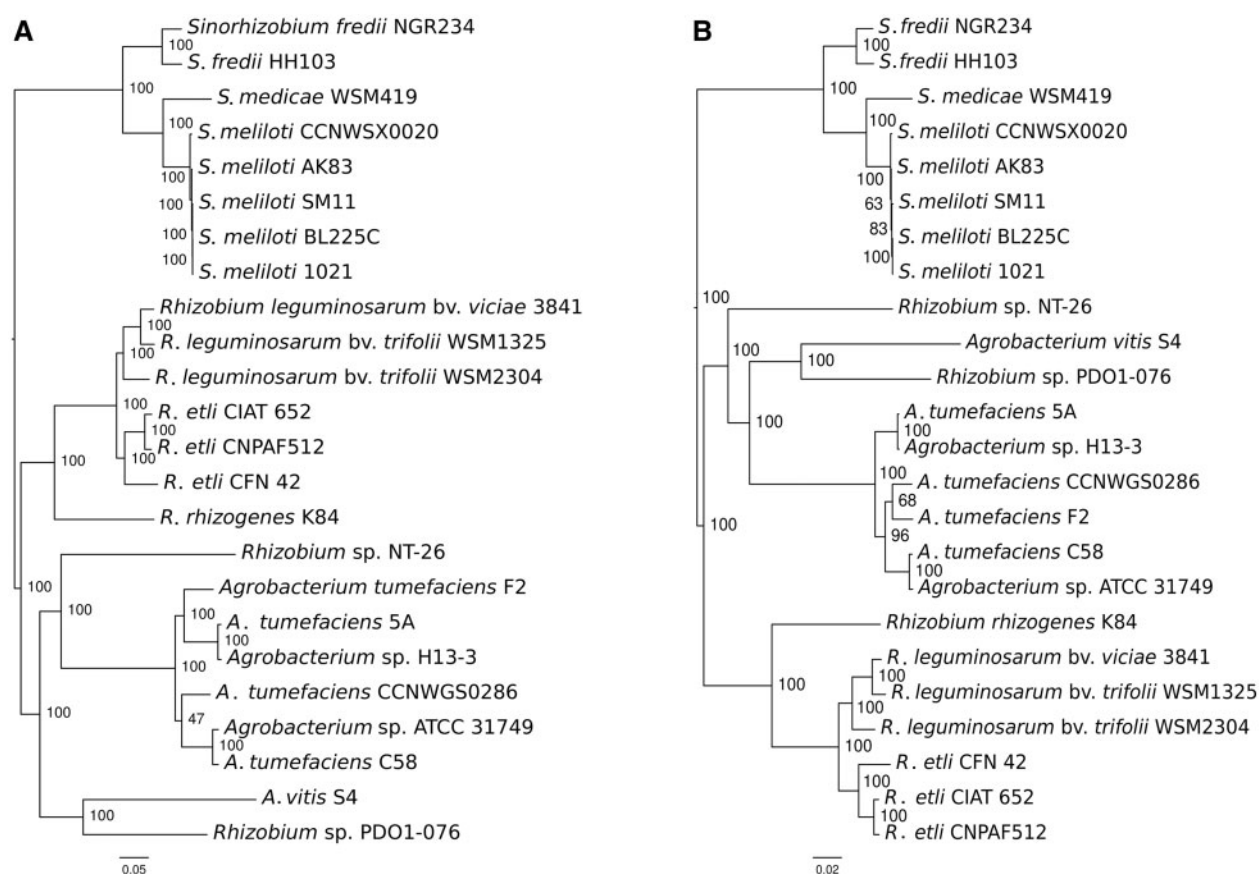 A
Sinorhizobium fredii NGR234
100
S. fredii HH103
100
S. medicae WSM419
100
S. meliloti CCNWSX0020
S. meliloti AK83
100
S. meliloti SM11
100
S. meliloti BL225C
100
S. meliloti 1021
100
Rhizobium leguminosarum bv. viciae 3841
100
R. leguminosarum bv. trifolii WSM1325
100
R. leguminosarum bv. trifolii WSM2304
100
R. etli CIAT 652
100
R. etli CNPAF512
100
100
R. etli CFN 42
R. rhizogenes K84
Rhizobium sp. NT-26
100
100
Agrobacterium tumefaciens F2
100
A. tumefaciens 5A
100
Agrobacterium sp. H13-3
100
A. tumefaciens CCNWGS0286
100
47
Agrobacterium sp. ATCC 31749
100
A. tumefaciens C58
A. vitis S4
100
Rhizobium sp. PDO1-076
0.05
B
S. fredii NGR234
100
S. fredii HH103
100
S. medicae WSM419
100
S. meliloti CCNWSX0020
S. meliloti AK83
100
S. meliloti SM11
63
83
S. meliloti BL225C
100
S. meliloti 1021
100
Rhizobium sp. NT-26
100
Agrobacterium vitis S4
100
Rhizobium sp. PDO1-076
100
A. tumefaciens 5A
100
Agrobacterium sp. H13-3
100
A. tumefaciens CCNWGS0286
68
A. tumefaciens F2
100
96
A. tumefaciens C58
100
Agrobacterium sp. ATCC 31749
Rhizobium rhizogenes K84
R. leguminosarum bv. viciae 3841
100
100
R. leguminosarum bv. trifolii WSM1325
100
R. leguminosarum bv. trifolii WSM2304
100
R. etli CFN 42
100
R. etli CIAT 652
100
R. etli CNPAF512
0.02